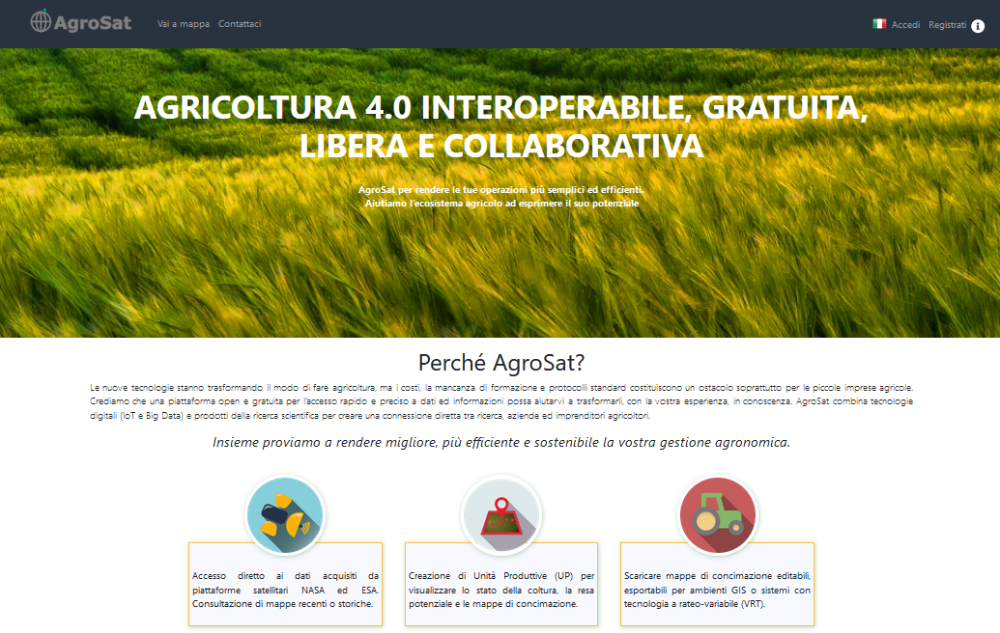 AgroSat
Vai a mappa Contattaci
Accedi Registrati
AGRICOLTURA 4.0 INTEROPERABILE, GRATUITA,
LIBERA E COLLABORATIVA
AgroSat per rendere le tue operazioni più semplici ed efficienti.
Aiutiamo l'ecosistema agricolo ad esprimere il suo potenziale
Perché AgroSat?
Le nuove tecnologie stanno trasformando il modo di fare agricoltura, ma i costi, la mancanza di formazione e protocolli standard costituiscono un ostacolo soprattutto per le piccole imprese agricole.
Crediamo che una piattaforma open e gratuita per l'accesso rapido e preciso a dati ed informazioni possa aiutarvi a trasformarli, con la vostra esperienza, in conoscenza. AgroSat combina tecnologie
digitali (IoT e Big Data) e prodotti della ricerca scientifica per creare una connessione diretta tra ricerca, aziende ed imprenditori agricoltori.
Insieme proviamo a rendere migliore, più efficiente e sostenibile la vostra gestione agronomica.
Accesso diretto ai dati acquisiti da
piattaforme satellitari NASA ed ESA.
Consultazione di mappe recenti o storiche.
Creazione di Unità Produttive (UP) per
visualizzare lo stato della coltura, la resa
potenziale e le mappe di concimazione.
Scaricare mappe di concimazione editabili,
esportabili per ambienti GIS o sistemi con
tecnologia a rateo-variabile (VRT).